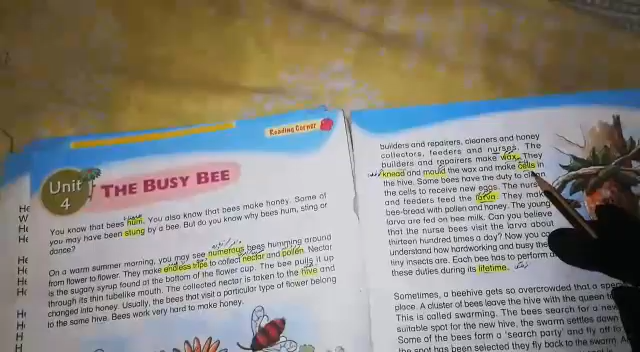 Reading Corner
Unit
4
THE BUSY BEE
You know that bees hum. You also know that bees make honey. Some of
you may have been stung by a bee. But do you know why bees hum, sting or
dance?
On a warm summer morning, you may see numerous bees humming around
from flower to flower. They make endless trips to collect nectar and pollen. Nectar
is the sugary syrup found at the bottom of the flower cup. The bee pulls it up
through its thin tubelike mouth. The collected nectar is taken to the hive and
changed into honey. Usually, the bees that visit a particular type of flower belong
to the same hive. Bees work very hard to make honey.
builders and repairers, cleaners and honey
collectors, feeders and nurses. The
builders and repairers make wax. They
knead and mould the wax and make cells in
the hive. Some bees have the duty to
the cells to receive new eggs. The
and feeders feed the larva. They
bee-bread with pollen and honey. The young
larva are fed on bee milk. Can you believe
that the nurse bees visit the larva about
thirteen hundred times a day? Now you
understand how hardworking and busy
tiny insects are. Each bee has to perform
these duties during its lifetime.
Sometimes, a beehive gets so overcrowded that a
place. A cluster of bees leave the hive with the queen
This is called swarming. The bees search for a new
suitable spot for the new hive, the swarm settles down
Some of the bees form a 'search party' and fly off
the spot has been selected they fly back to the swarm.